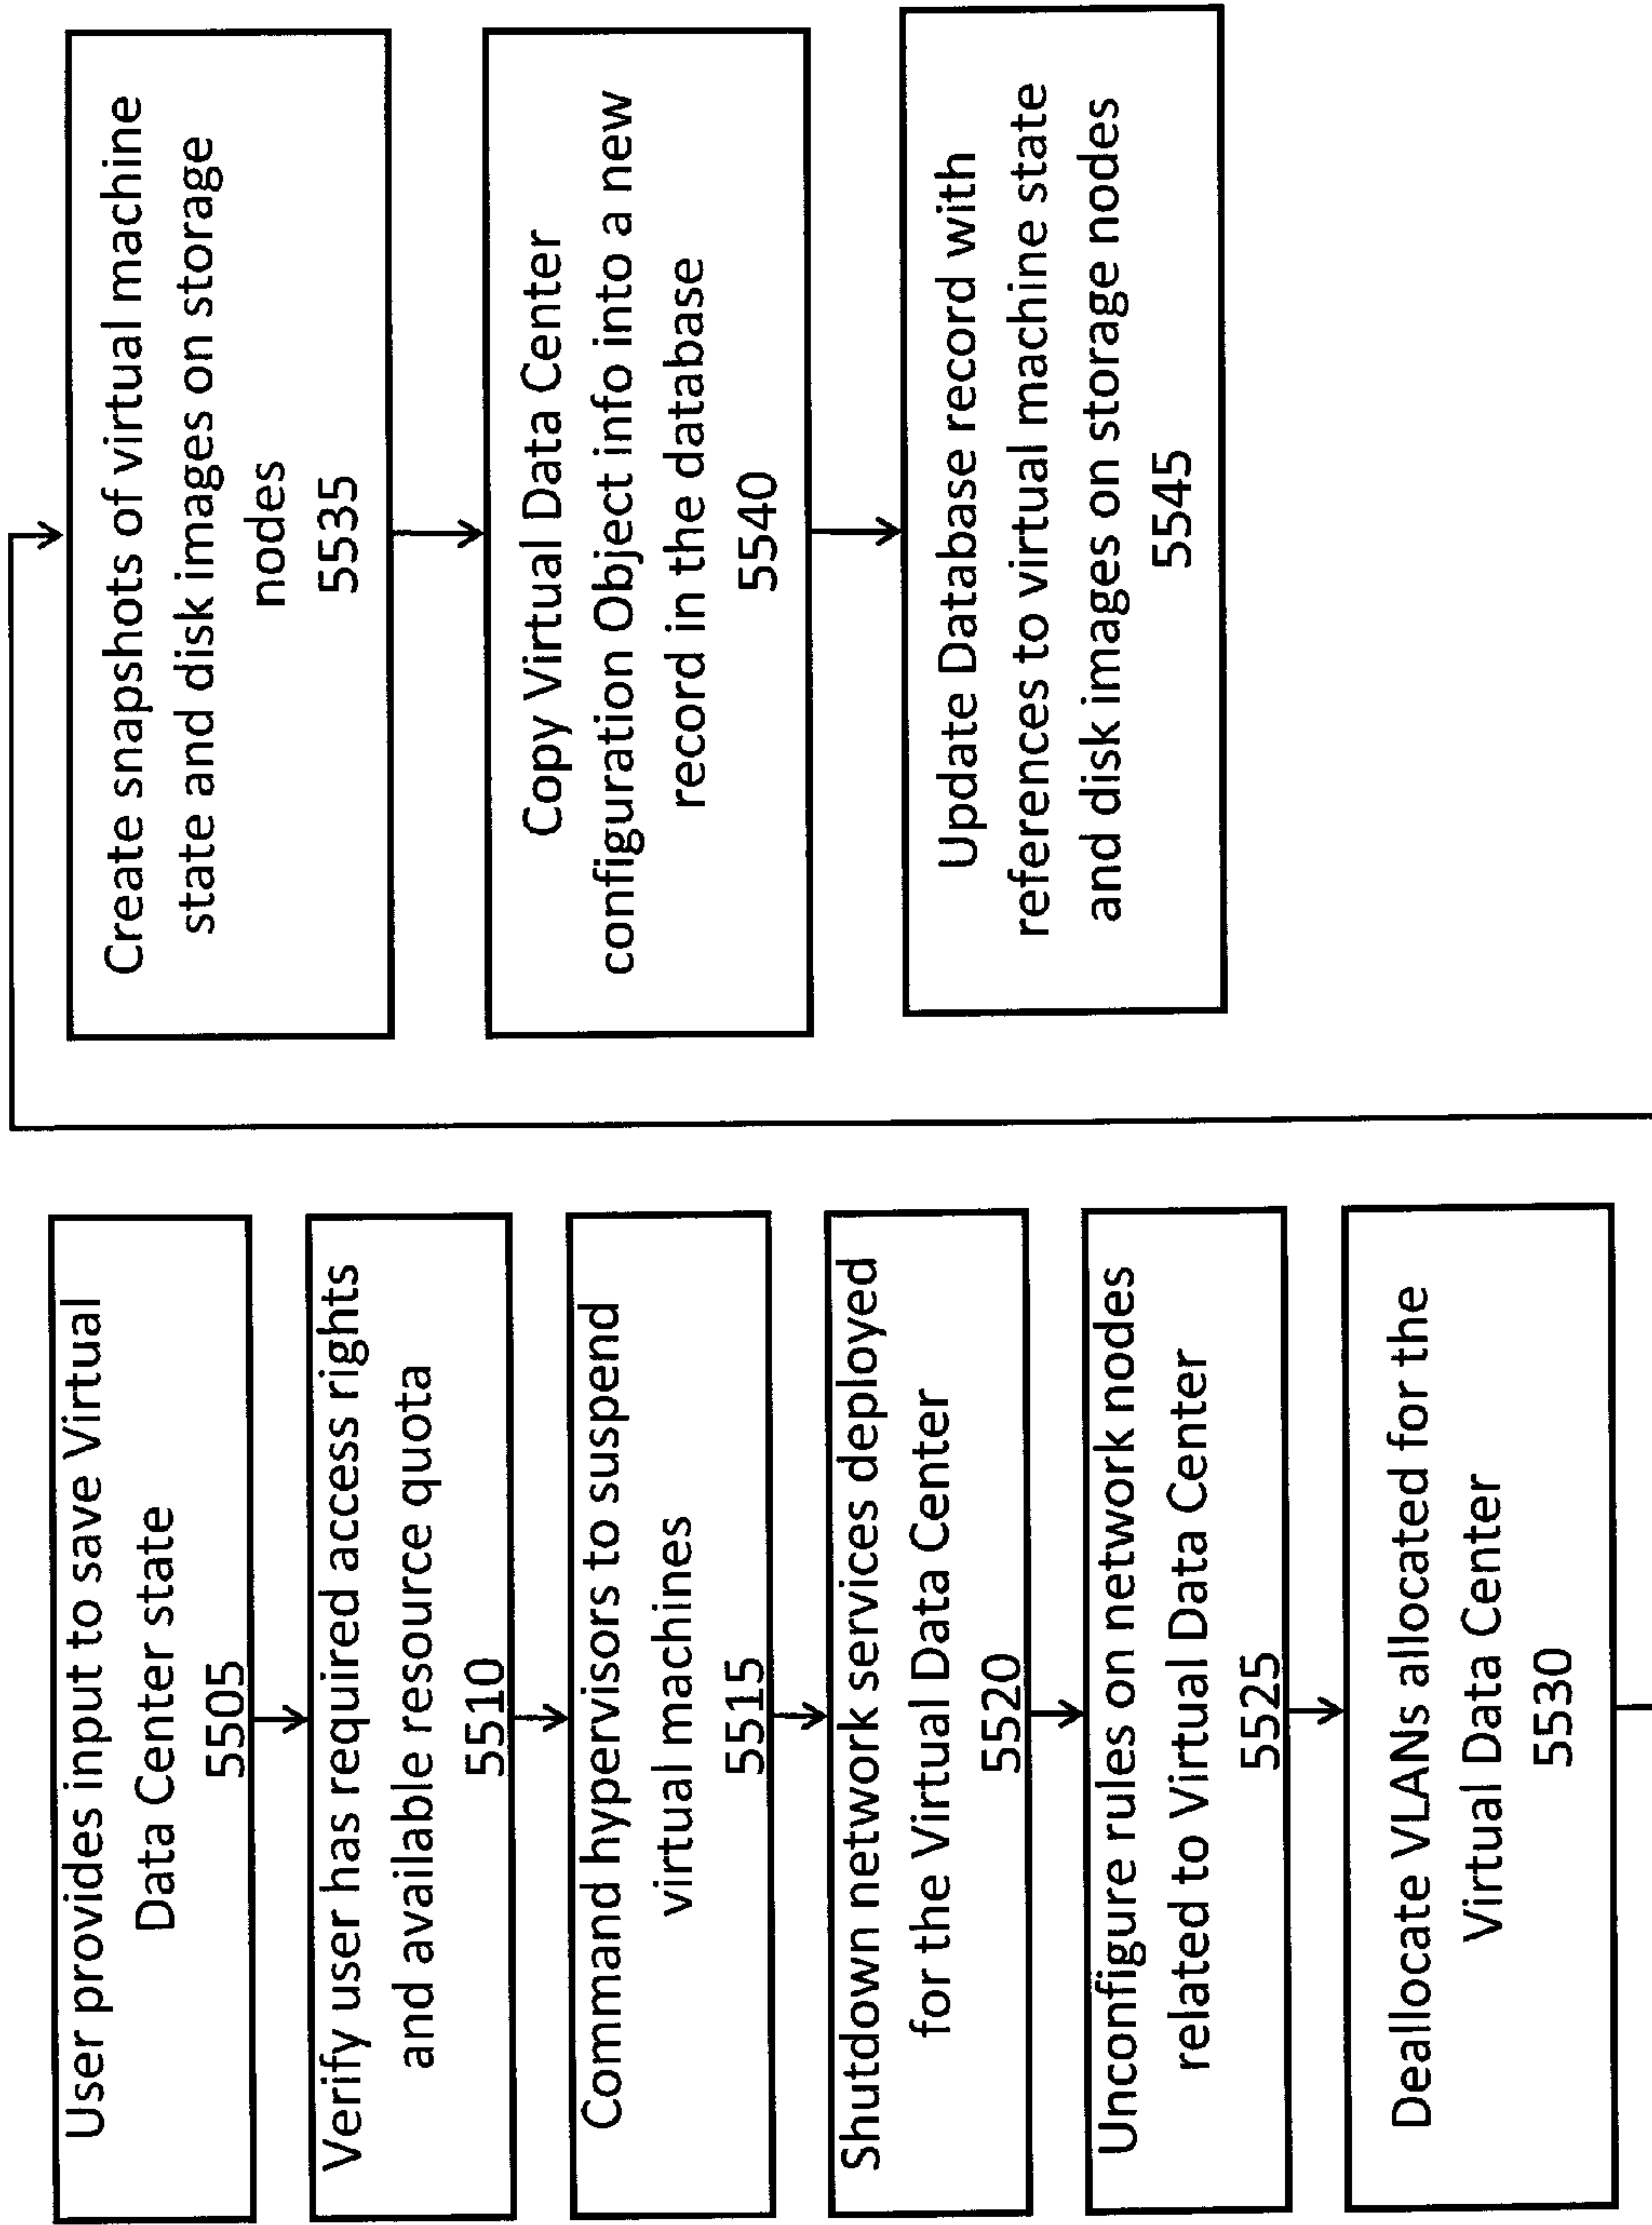 User provides input to save Virtual
Data Center state
5505
Verify user has required access rights
and available resource quota
5510
Command hypervisors to suspend
virtual machines
5515
Shutdown network services deployed
for the Virtual Data Center
5520
Unconfigure rules on network nodes
related to Virtual Data Center
5525
Deallocate VLANs allocated for the
Virtual Data Center
5530
Create snapshots of virtual machine
state and disk images on storage
nodes
5535
Copy Virtual Data Center
configuration Object info into a new
record in the database
5540
Update Database record with
references to virtual machine state
and disk images on storage nodes
5545